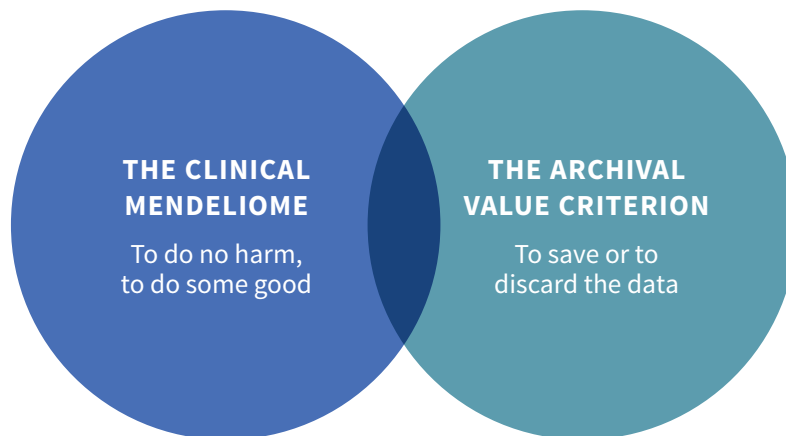 THE CLINICAL
MENDELIOME
To do no harm,
to do some good
THE ARCHIVAL
VALUE CRITERION
To save or to
discard the data